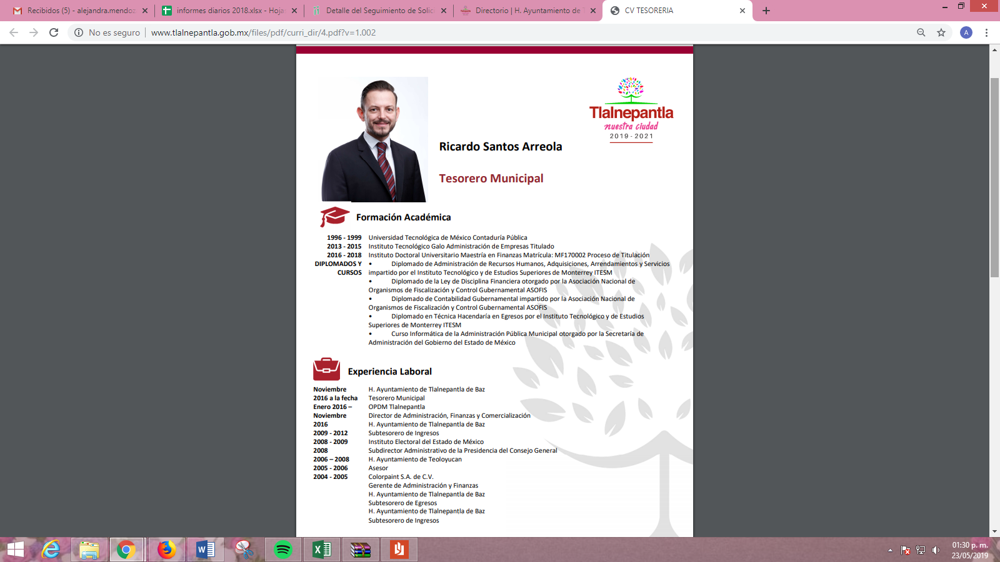 Recibidos (5) - alejandra.mendoz
informes diarios 2018.xlsx - Hoja
Detalle del Seguimiento de Solic
Directorio | H. Ayuntamiento de T
CV TESORERIA
No es seguro | www.tlalnepantla.gob.mx/files/pdf/curri_dir/4.pdf?v=1.002
A
Tlalnepantla
nuestra ciudad
2019 - 2021
Ricardo Santos Arreola
Tesorero Municipal
Formación Académica
1996 - 1999 Universidad Tecnológica de México Contaduría Pública
2013 - 2015 Instituto Tecnológico Galo Administración de Empresas Titulado
2016 - 2018 Instituto Doctoral Universitario Maestría en Finanzas Matrícula: MF170002 Proceso de Titulación
DIPLOMADOS Y • Diplomado de Administración de Recursos Humanos, Adquisiciones, Arrendamientos y Servicios
CURSOS impartido por el Instituto Tecnológico y de Estudios Superiores de Monterrey ITESM
• Diplomado de la Ley de Disciplina Financiera otorgado por la Asociación Nacional de
Organismos de Fiscalización y Control Gubernamental ASOFIS
• Diplomado de Contabilidad Gubernamental impartido por la Asociación Nacional de
Organismos de Fiscalización y Control Gubernamental ASOFIS
• Diplomado en Técnica Hacendaría en Egresos por el Instituto Tecnológico y de Estudios
Superiores de Monterrey ITESM
• Curso Informática de la Administración Pública Municipal otorgado por la Secretaría de
Administración del Gobierno del Estado de México
Experiencia Laboral
Noviembre H. Ayuntamiento de Tlalnepantla de Baz
2016 a la fecha Tesorero Municipal
Enero 2016 – OPDM Tlalnepantla
Noviembre Director de Administración, Finanzas y Comercialización
2016 H. Ayuntamiento de Tlalnepantla de Baz
2009 - 2012 Subtesorero de Ingresos
2008 - 2009 Instituto Electoral del Estado de México
2008 Subdirector Administrativo de la Presidencia del Consejo General
2006 – 2008 H. Ayuntamiento de Teoloyucan
2005 - 2006 Asesor
2004 - 2005 Colorpaint S.A. de C.V.
Gerente de Administración y Finanzas
H. Ayuntamiento de Tlalnepantla de Baz
Subtesorero de Egresos
H. Ayuntamiento de Tlalnepantla de Baz
Subtesorero de Ingresos
01:30 p. m.
23/05/2019